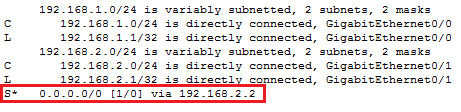 192.168.1.0/24 is variably subnetted, 2 subnets, 2 masks
C 192.168.1.0/24 is directly connected, GigabitEthernet0/0
L 192.168.1.1/32 is directly connected, GigabitEthernet0/0
192.168.2.0/24 is variably subnetted, 2 subnets, 2 masks
C 192.168.2.0/24 is directly connected, GigabitEthernet0/1
L 192.168.2.1/32 is directly connected, GigabitEthernet0/1
S* 0.0.0.0/0 [1/0] via 192.168.2.2